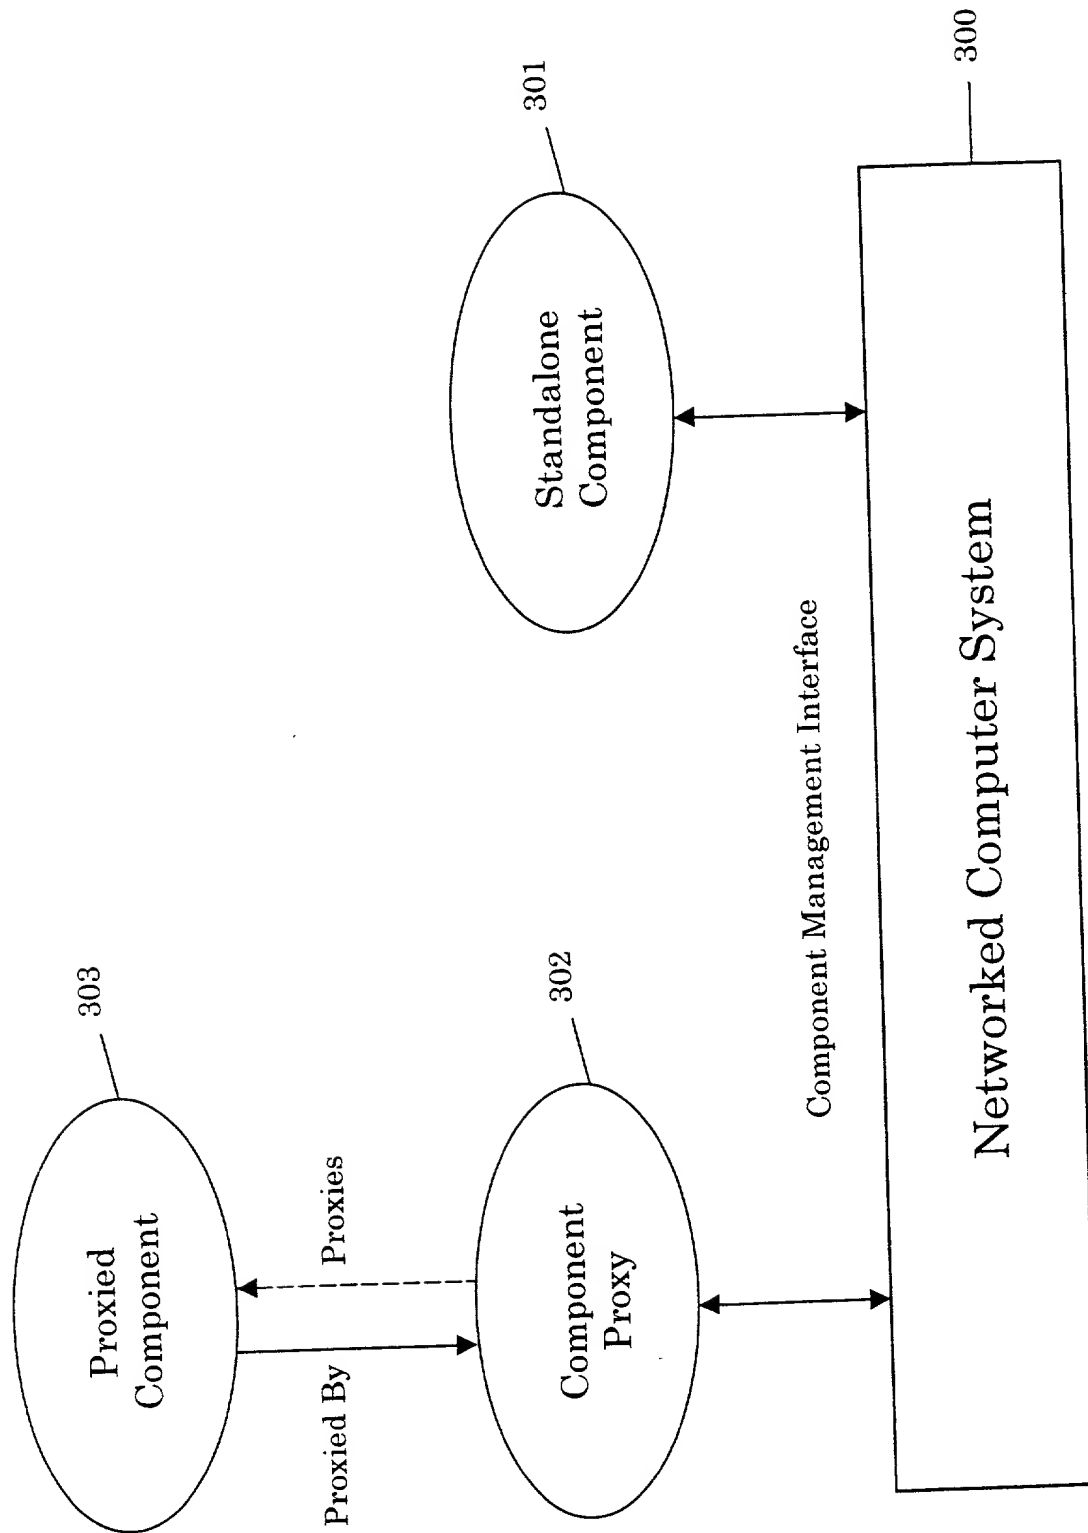 303
Proxied
Component
Proxied By
Proxies
302
Component
Proxy
301
Standalone
Component
Component Management Interface
300
Networked Computer System